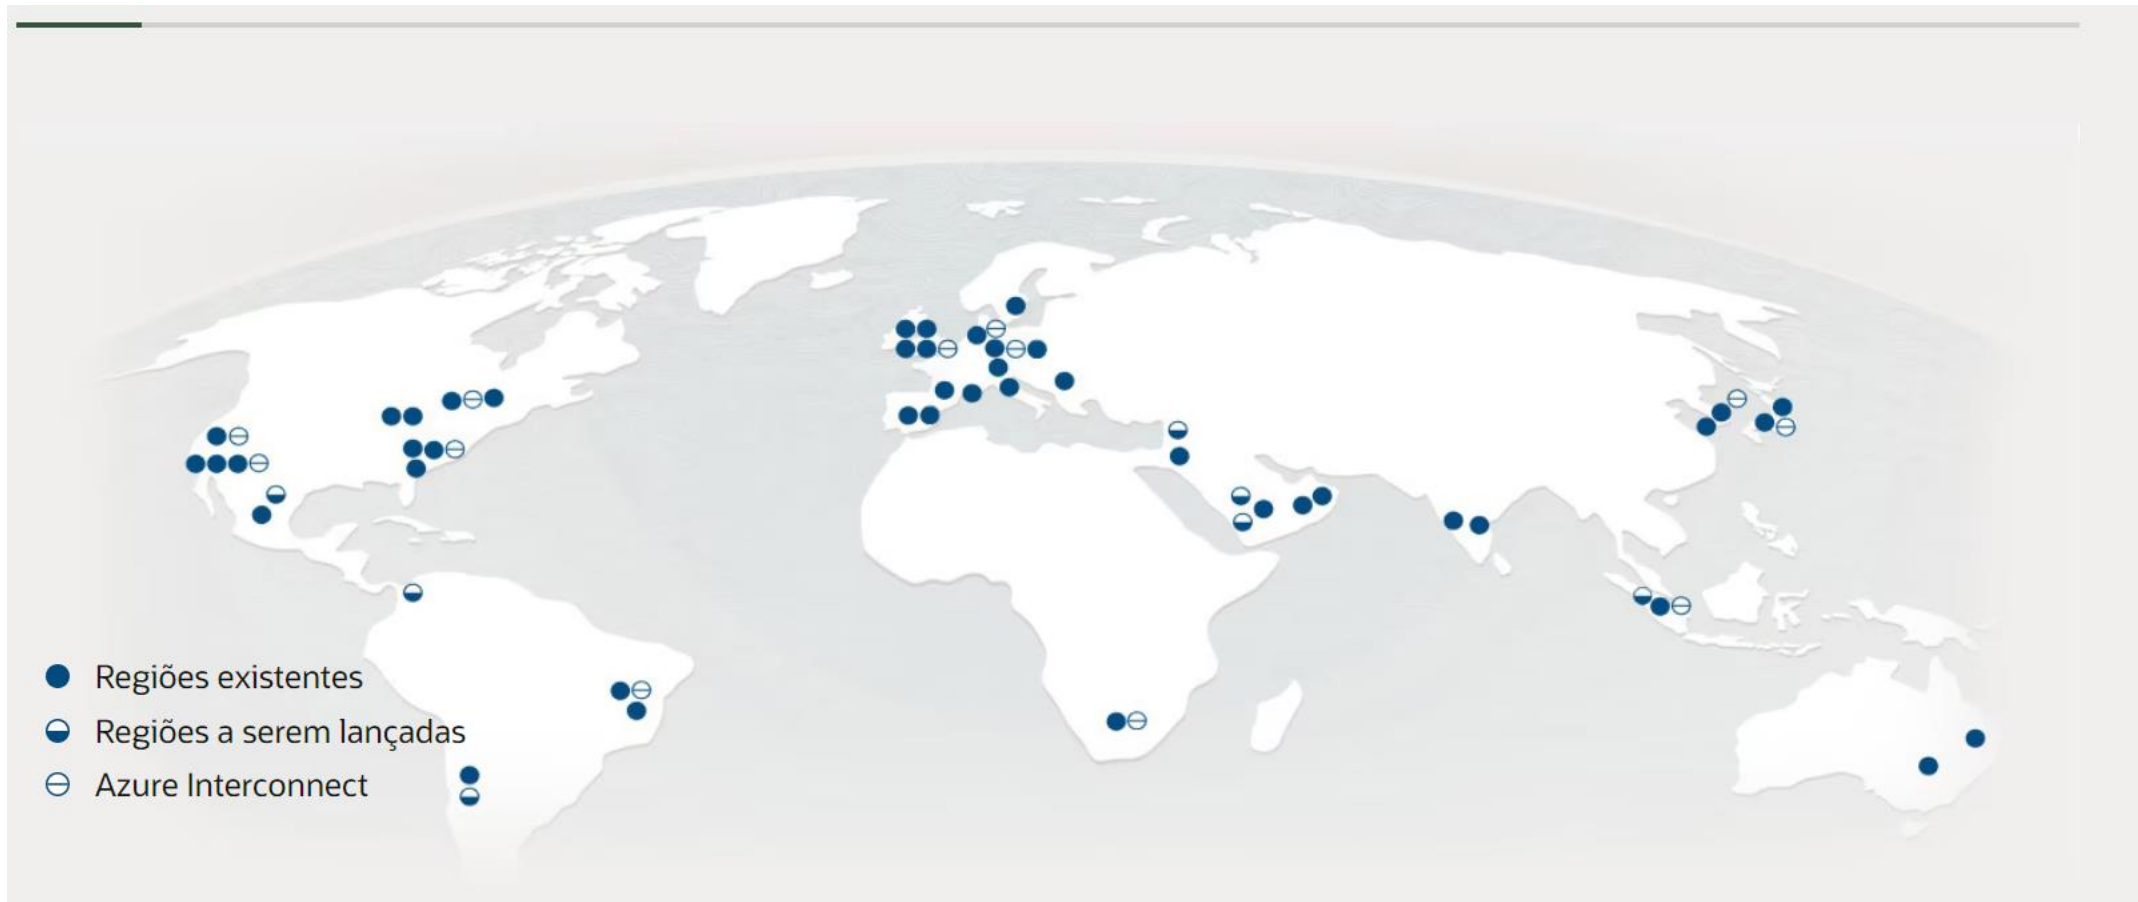 Regiões existentes
Regiões a serem lançadas
Azure Interconnect